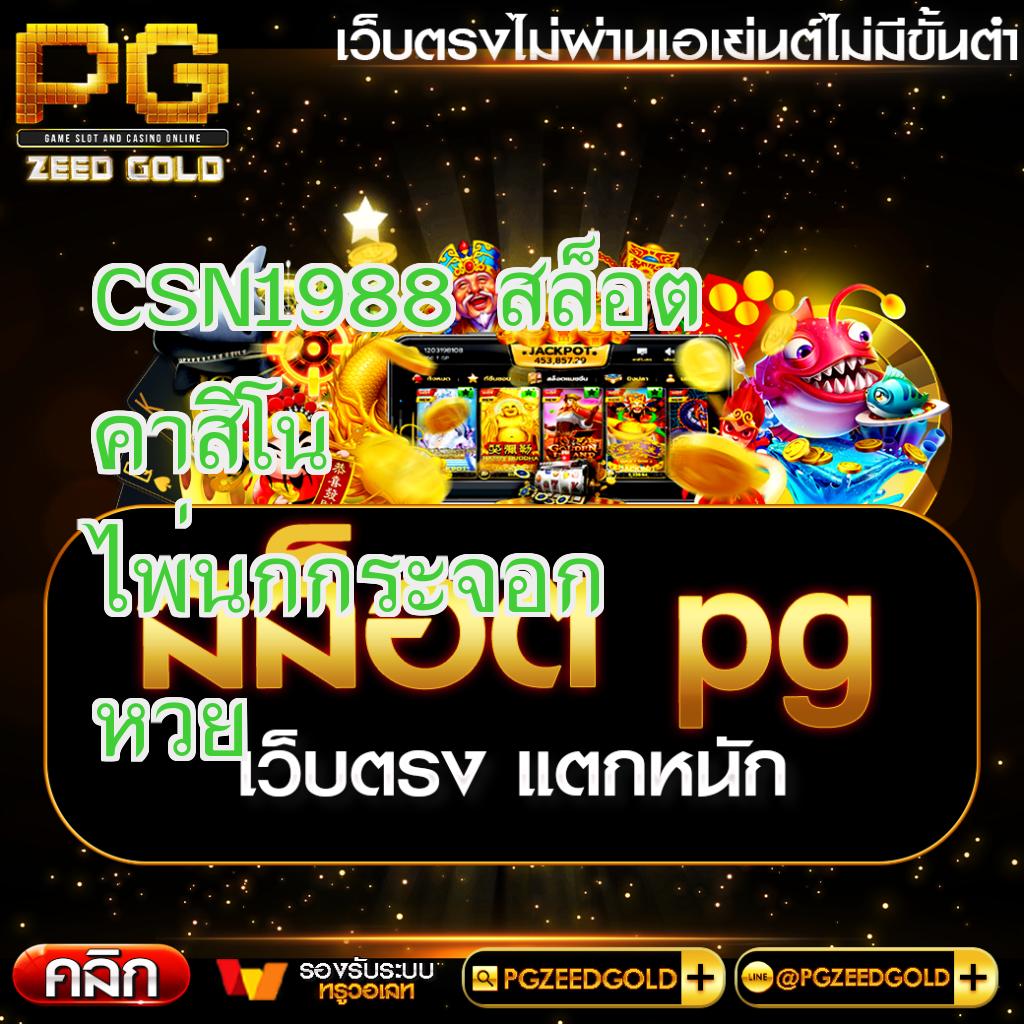 เว็บตรงไม่ผ่านเอเย่นต์ไม่มีขั้นต่ำ
PG
GAME SLOT AND CASINO ONLINE
ZEED GOLD
CSN1988 สล็อต
คาสิโน
ไพ่นกกระจอก
หวย
JACKPOT
453,857.29
สล็อต pg
เว็บตรง แตกหนัก
คลิก
รองรับระบบ
ทรูวอเลท
PGZEEDGOLD +
LINE @PGZEEDGOLD +